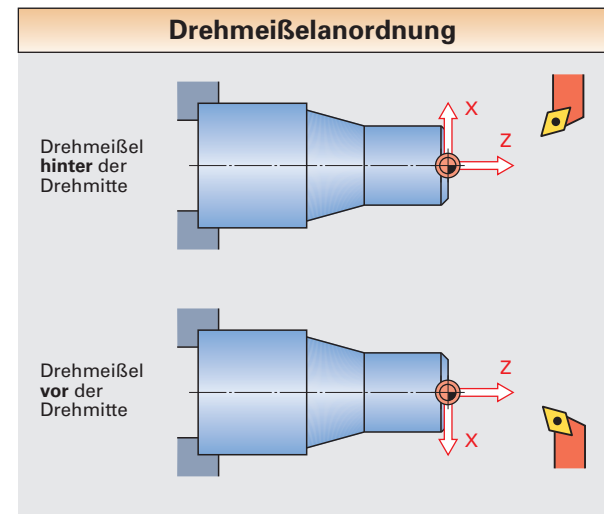 Drehmeißelanordnung
Drehmeißel
hinter der
Drehmitte
X
Z
Drehmeißel
vor der
Drehmitte
Z
X